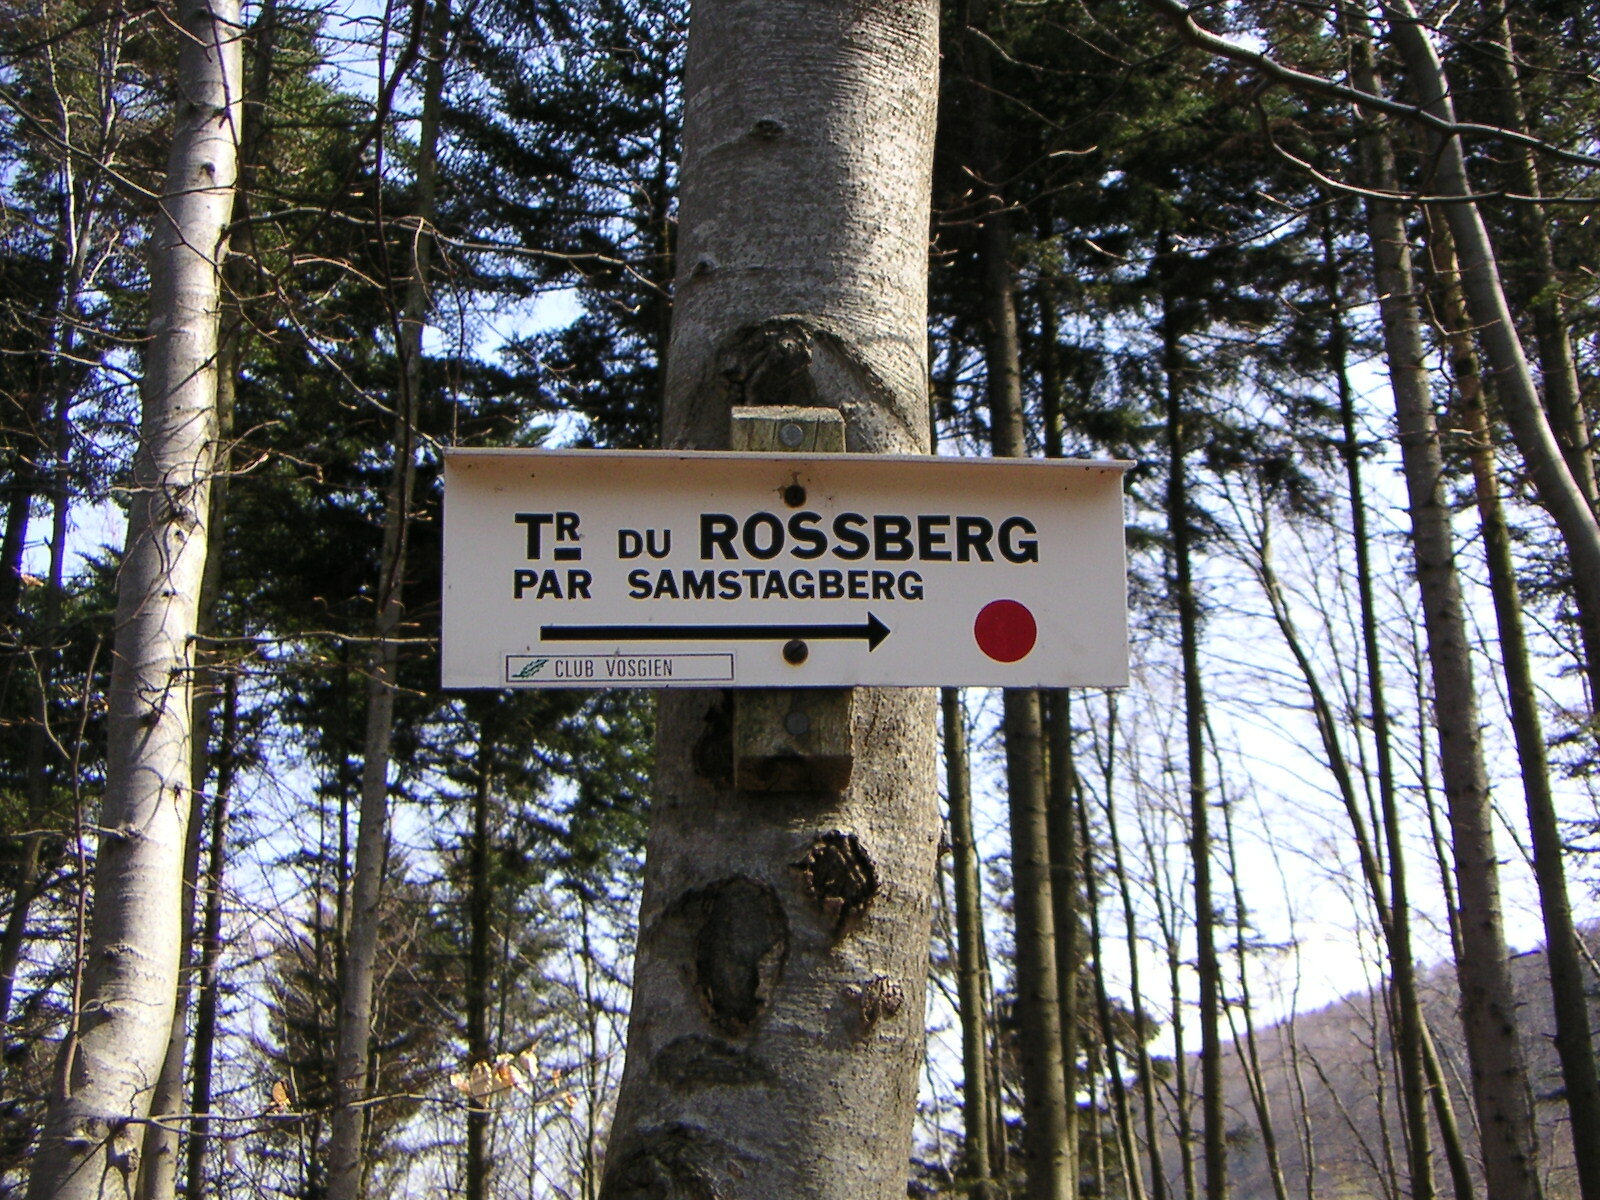 TR DU ROSSBERG
PAR SAMSTAGBERG
CLUB VOSGIEN